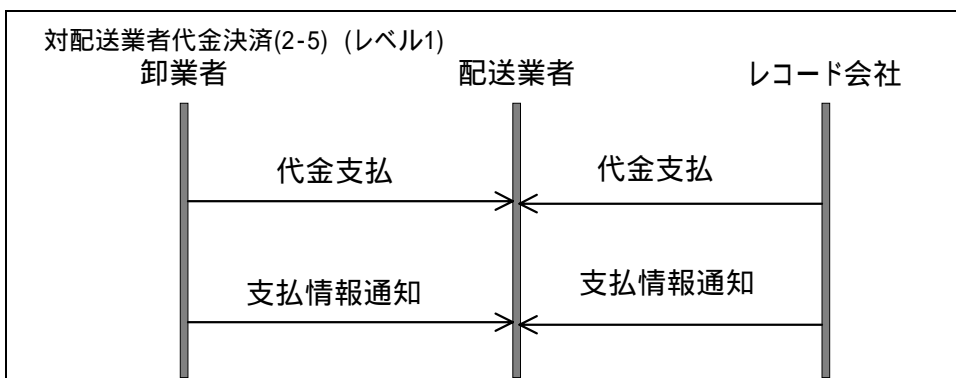 対配送業者代金決済(2-5) (レベル1)
卸業者 配送業者 レコード会社
代金支払 代金支払
支払情報通知 支払情報通知